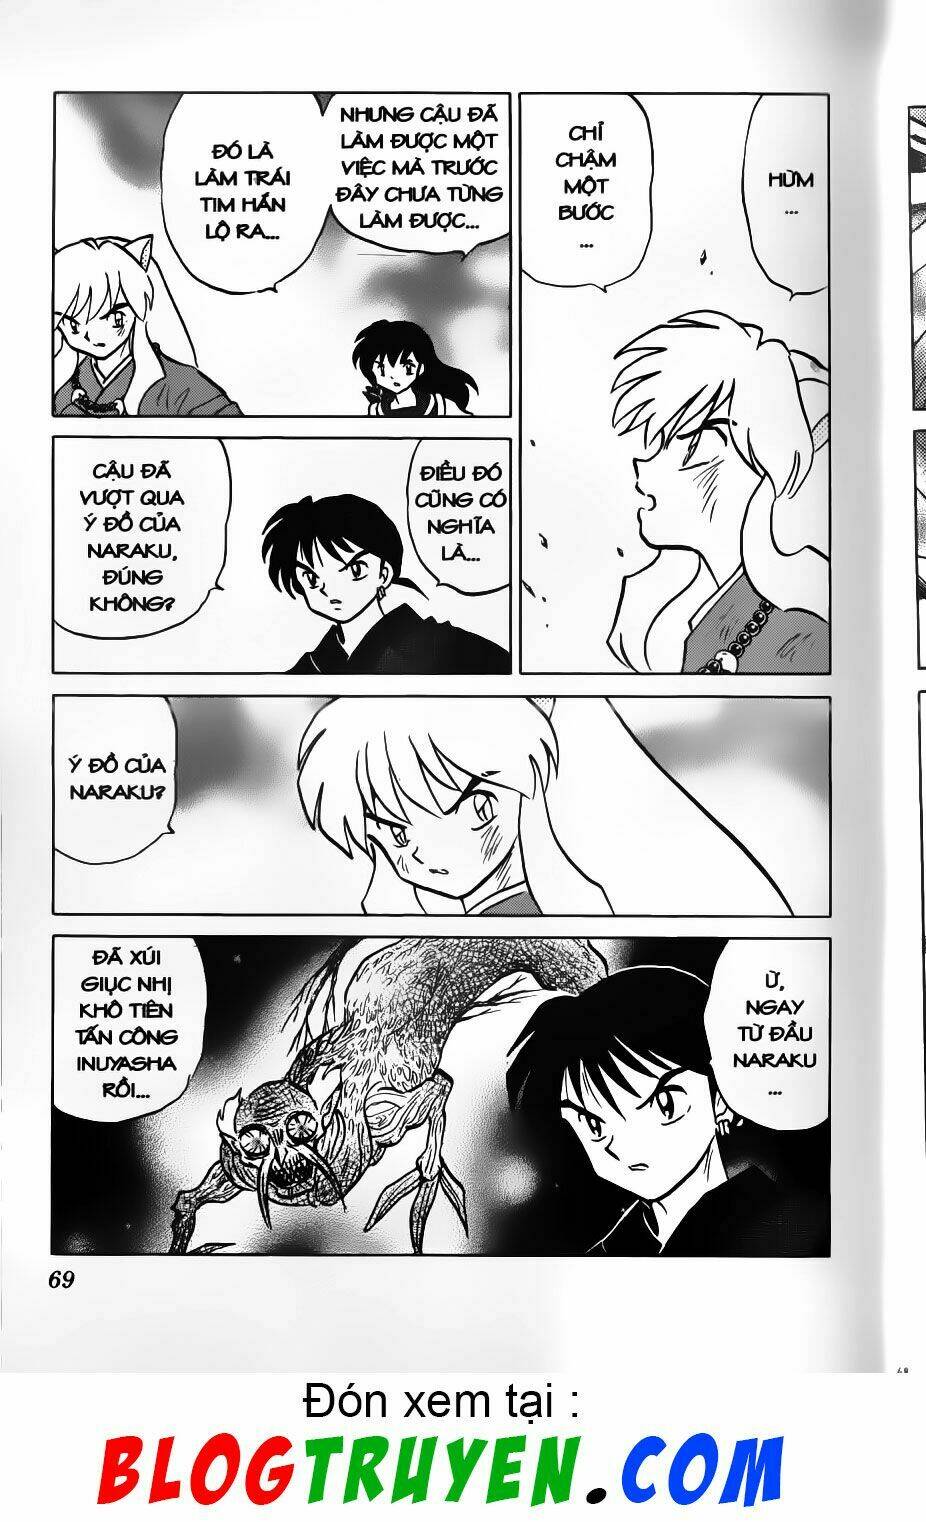 HỪM
...
CHỈ
CHẬM
MỘT
BƯỚC
...
NHƯNG CẬU ĐÃ
LÀM ĐƯỢC MỘT
VIỆC MÀ TRƯỚC
ĐÂY CHƯA TỪNG
LÀM ĐƯỢC...
ĐÓ LÀ
LÀM TRÁI
TIM HẮN
LỘ RA...
ĐIỀU ĐÓ
CŨNG CÓ
NGHĨA
LÀ...
CẬU ĐÃ
VƯỢT QUA
Ý ĐỒ CỦA
NARAKU,
ĐÚNG
KHÔNG?
Ý ĐỒ CỦA
NARAKU?
Ừ,
NGAY
TỪ ĐẦU
NARAKU
...
ĐÃ XÚI
GIỤC NHỊ
KHÔ TIÊN
TẤN CÔNG
INUYASHA
RỒI...
69
Đón xem tại :
BLOGTRUYEN.COM